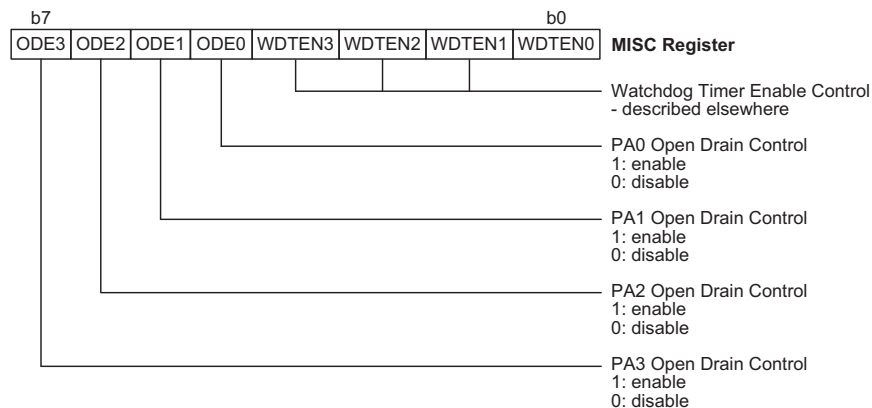 b7 b0
ODE3 ODE2 ODE1 ODE0 WDTEN3 WDTEN2 WDTEN1 WDTEN0 MISC Register
Watchdog Timer Enable Control
- described elsewhere
PA0 Open Drain Control
1: enable
0: disable
PA1 Open Drain Control
1: enable
0: disable
PA2 Open Drain Control
1: enable
0: disable
PA3 Open Drain Control
1: enable
0: disable